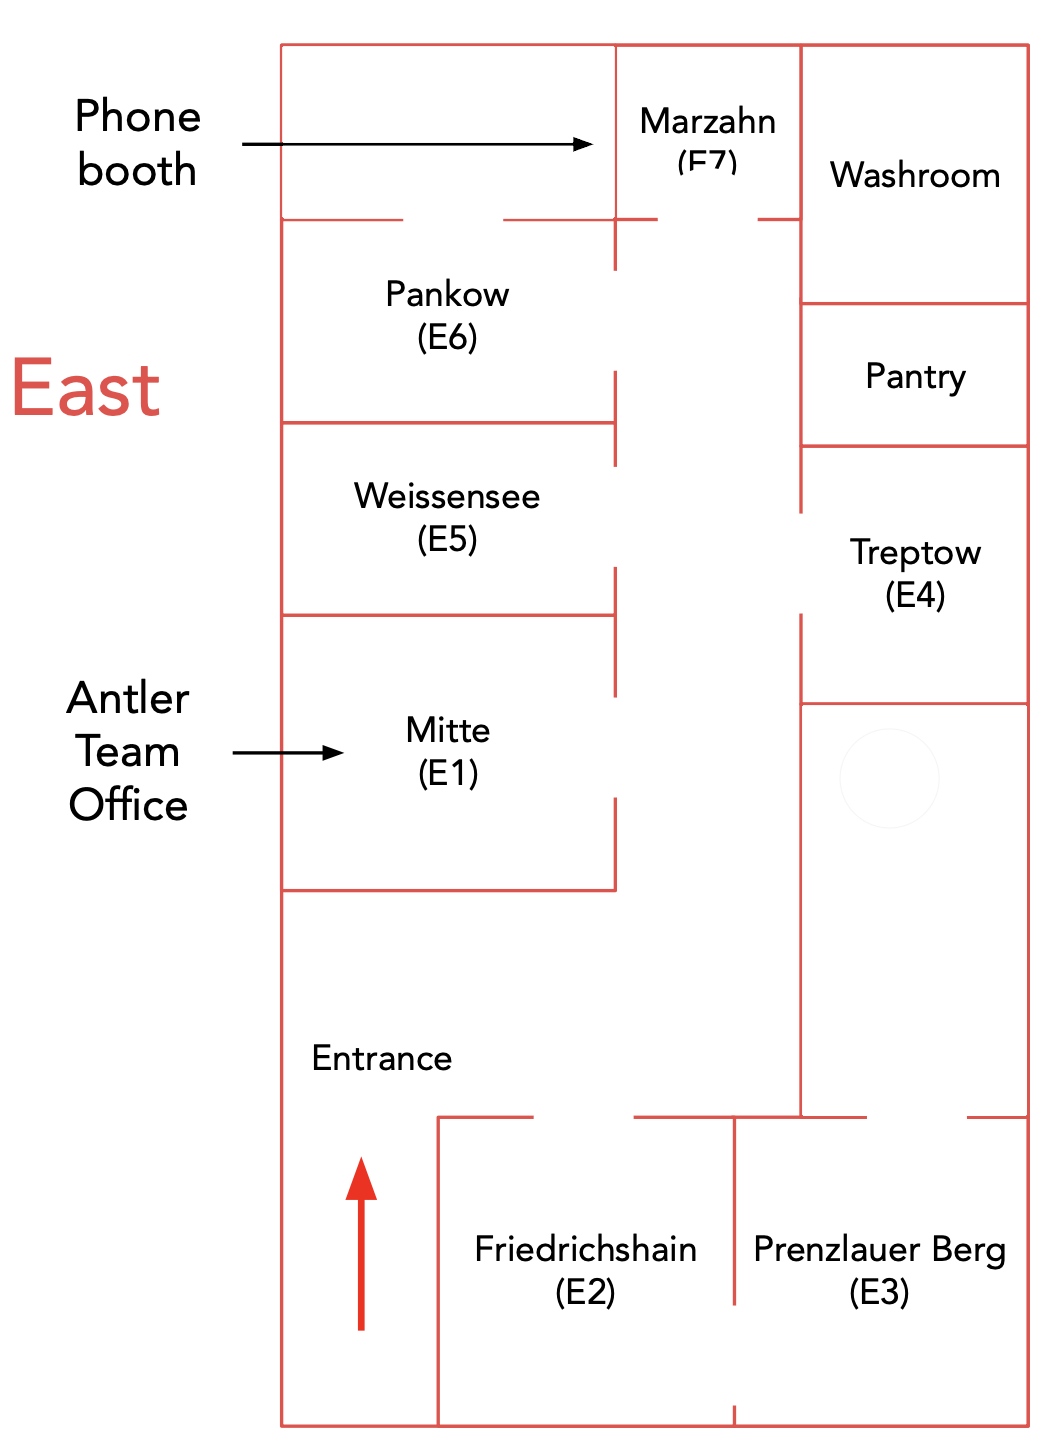 Phone
booth
Marzahn
(E7)
Washroom
Pankow
(E6)
East
Pantry
Weissensee
(E5)
Treptow
(E4)
Antler
Team
Office
Mitte
(E1)
Entrance
Friedrichshain
(E2)
Prenzlauer Berg
(E3)